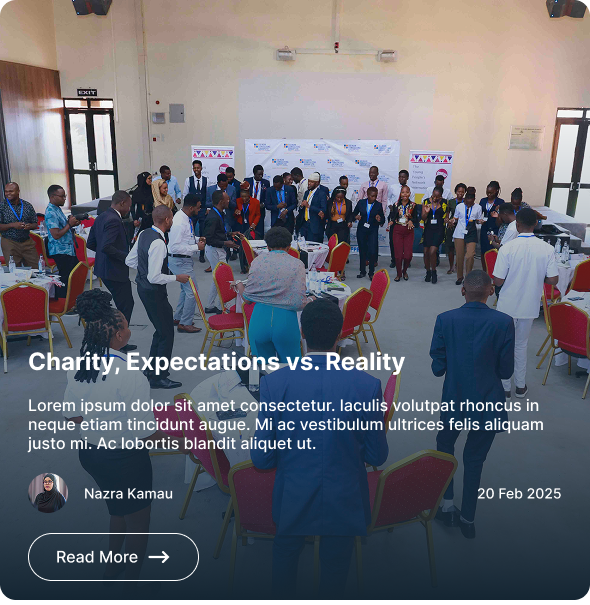 EXIT
Charity, Expectations vs. Reality
Lorem ipsum dolor sit amet consectetur. Iaculis volutpat rhoncus in
neque etiam tincidunt augue. Mi ac vestibulum ultrices felis aliquam
justo mi. Ac lobortis blandit aliquet ut.
Nazra Kamau
20 Feb 2025
Read More